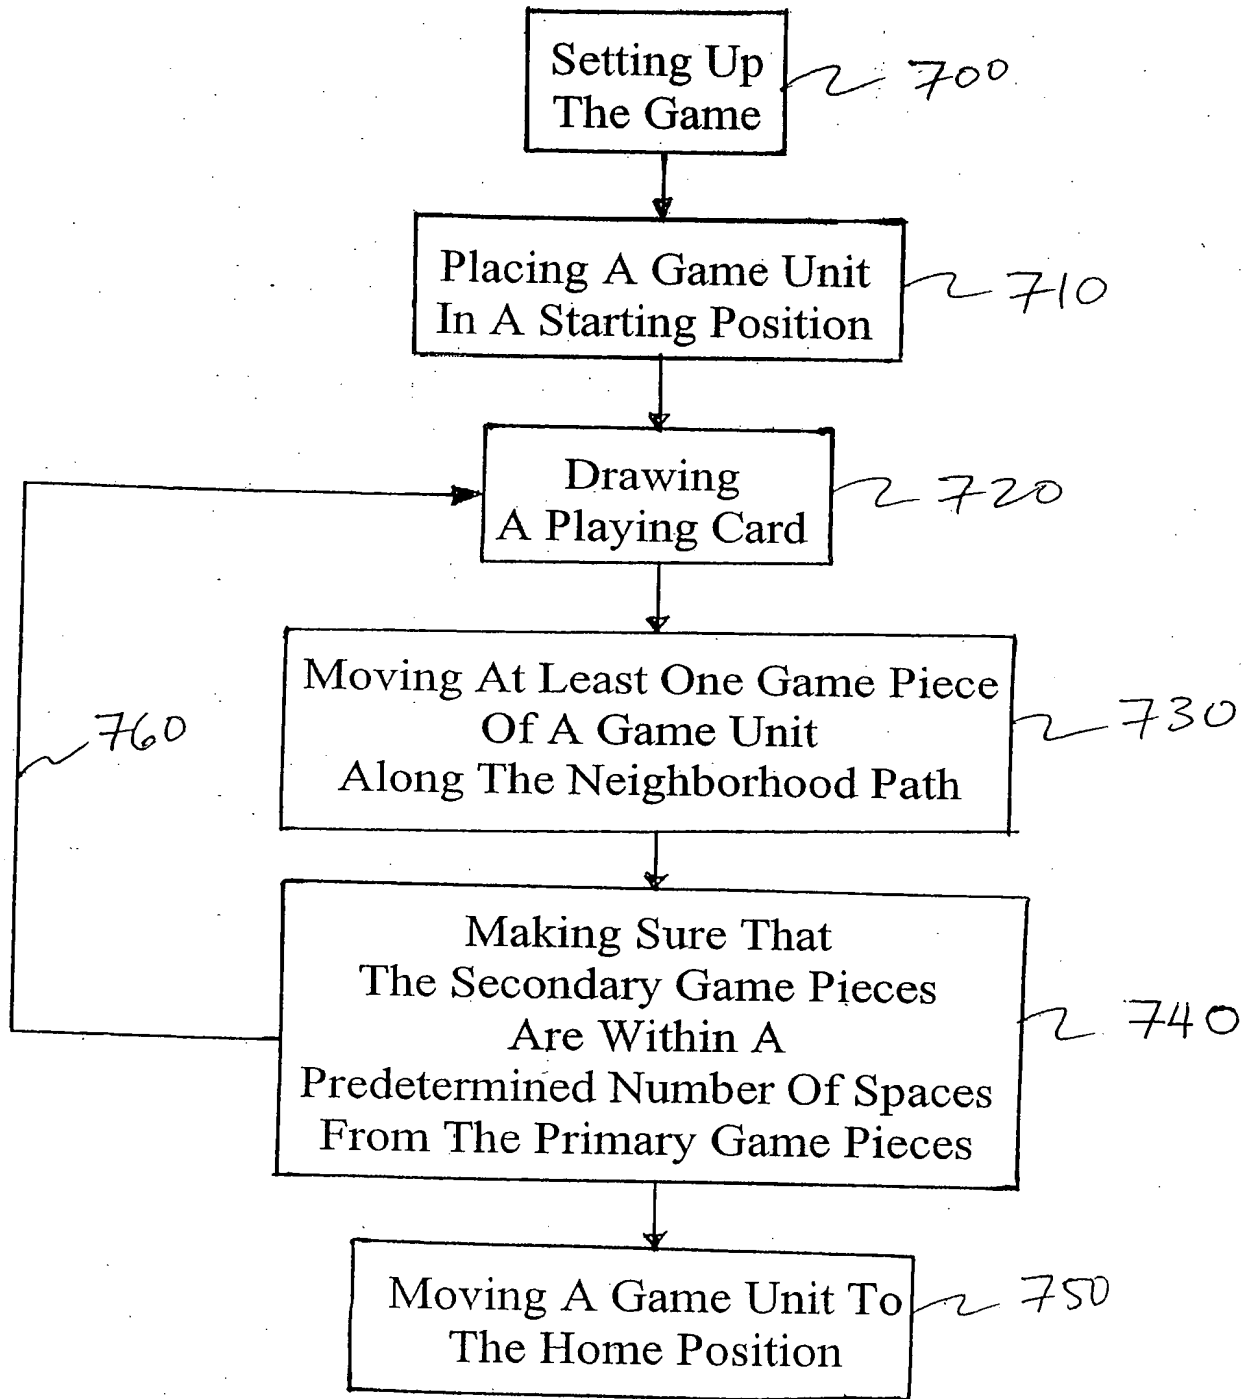 Setting Up
The Game
700
Placing A Game Unit
In A Starting Position
710
Drawing
A Playing Card
720
Moving At Least One Game Piece
Of A Game Unit
Along The Neighborhood Path
730
760
Making Sure That
The Secondary Game Pieces
Are Within A
Predetermined Number Of Spaces
From The Primary Game Pieces
740
Moving A Game Unit To
The Home Position
750